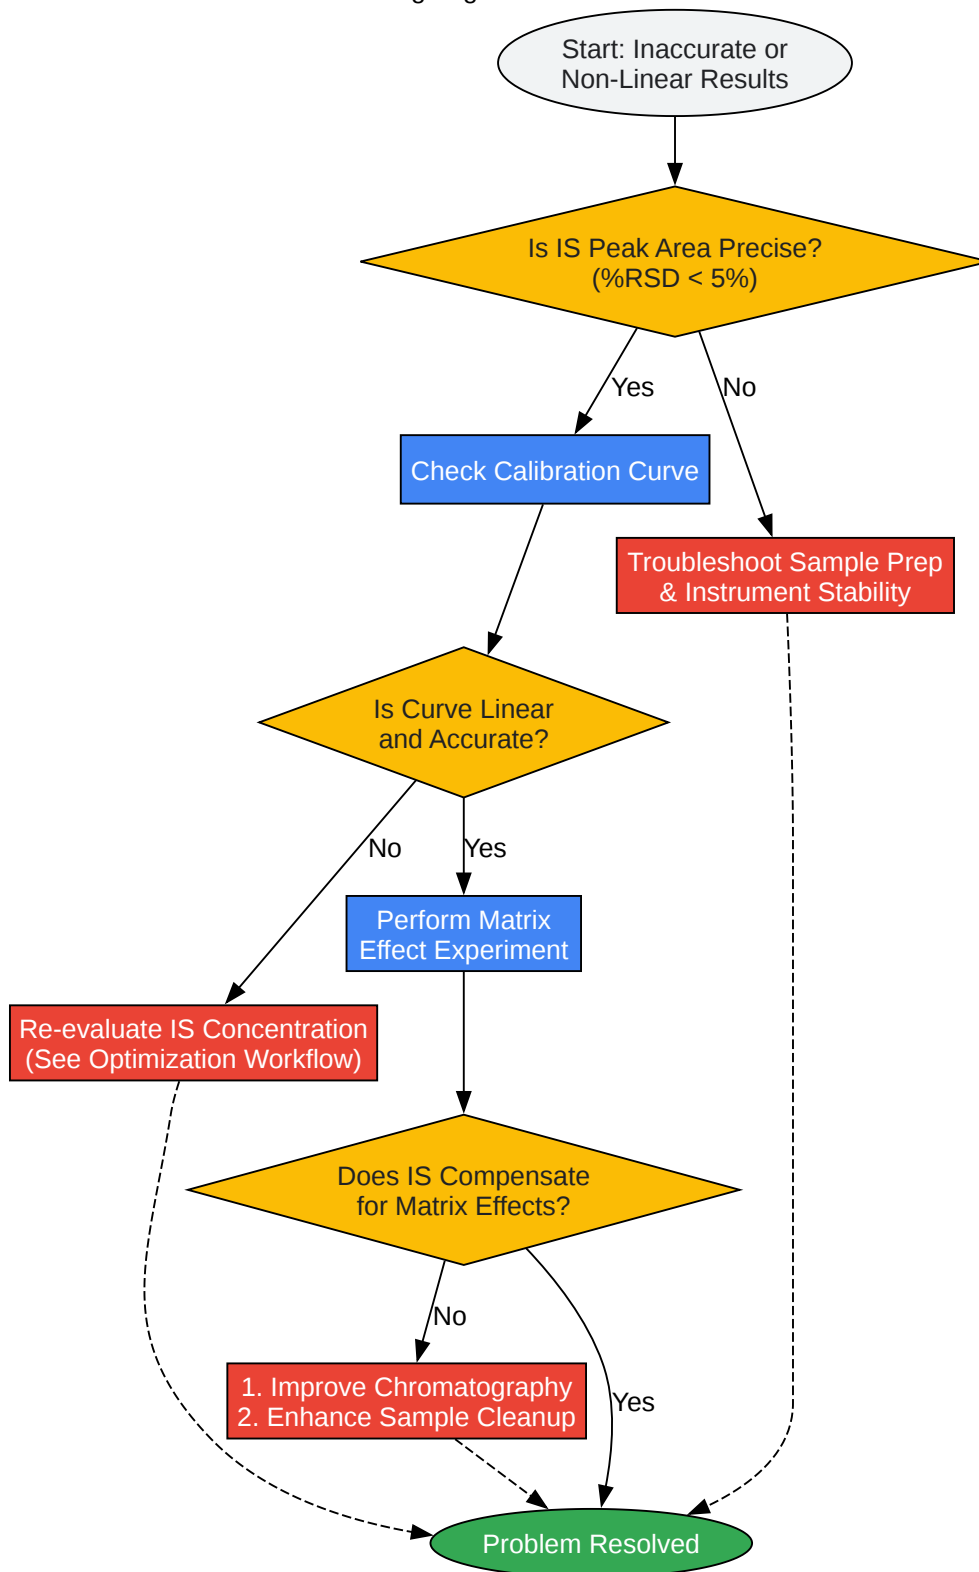 Start: Inaccurate or
Non-Linear Results
Is IS Peak Area Precise?
(%RSD < 5%)
Yes
No
Check Calibration Curve
Troubleshoot Sample Prep
& Instrument Stability
Is Curve Linear
and Accurate?
No
Yes
Perform Matrix
Effect Experiment
Re-evaluate IS Concentration
(See Optimization Workflow)
Does IS Compensate
for Matrix Effects?
No
1. Improve Chromatography
2. Enhance Sample Cleanup
Yes
Problem Resolved